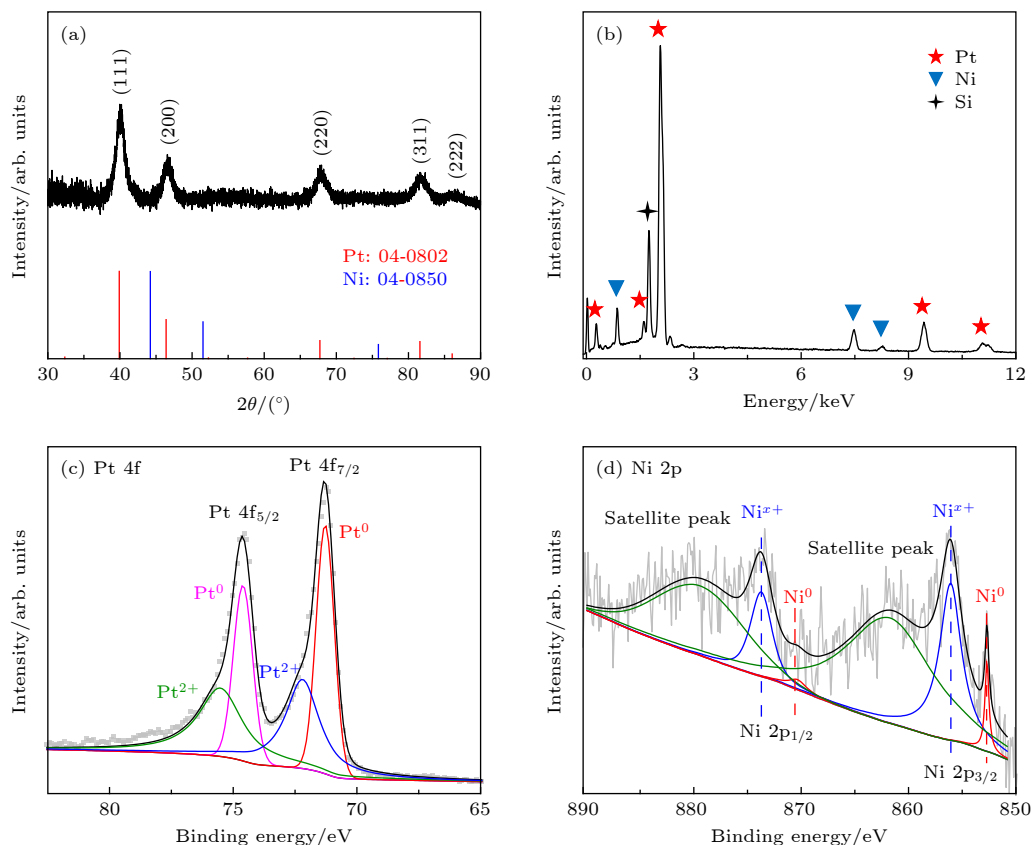 (a)
(111)
(200)
(220)
(311)
(222)
Pt: 04-0802
Ni: 04-0850
Intensity/arb. units
30 40 50 60 70 80 90
2θ/(°)
(b)
Pt
Ni
Si
Intensity/arb. units
0 3 6 9 12
Energy/keV
(c) Pt 4f
Pt 4f7/2
Pt 4f5/2
Pt0
Pt0
Pt2+
Pt2+
Intensity/arb. units
80 75 70 65
Binding energy/eV
(d) Ni 2p
Nix+
Nix+
Satellite peak
Satellite peak
Ni0
Ni0
Ni 2p1/2
Ni 2p3/2
Intensity/arb. units
890 880 870 860 850
Binding energy/eV